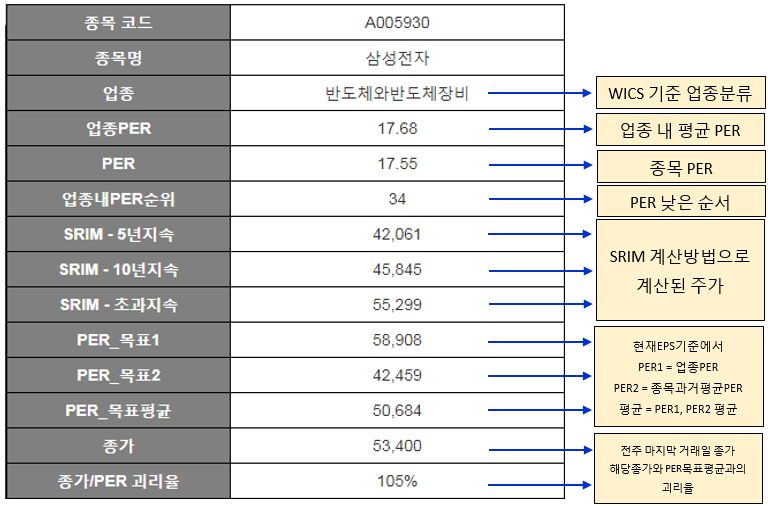 종목 코드 A005930
종목명 삼성전자
업종 반도체와반도체장비 WICS 기준 업종분류
업종PER 17.68 업종 내 평균 PER
PER 17.55 종목 PER
업종내PER순위 34 PER 낮은 순서
SRIM - 5년지속 42,061
SRIM - 10년지속 45,845
SRIM - 초과지속 55,299
SRIM 계산방법으로
계산된 주가
PER_목표1 58,908
PER_목표2 42,459
PER_목표평균 50,684
현재EPS기준에서
PER1 = 업종PER
PER2 = 종목과거평균PER
평균 = PER1, PER2 평균
종가 53,400
종가/PER 괴리율 105%
전주 마지막 거래일 종가
해당종가와 PER목표평균과의
괴리율